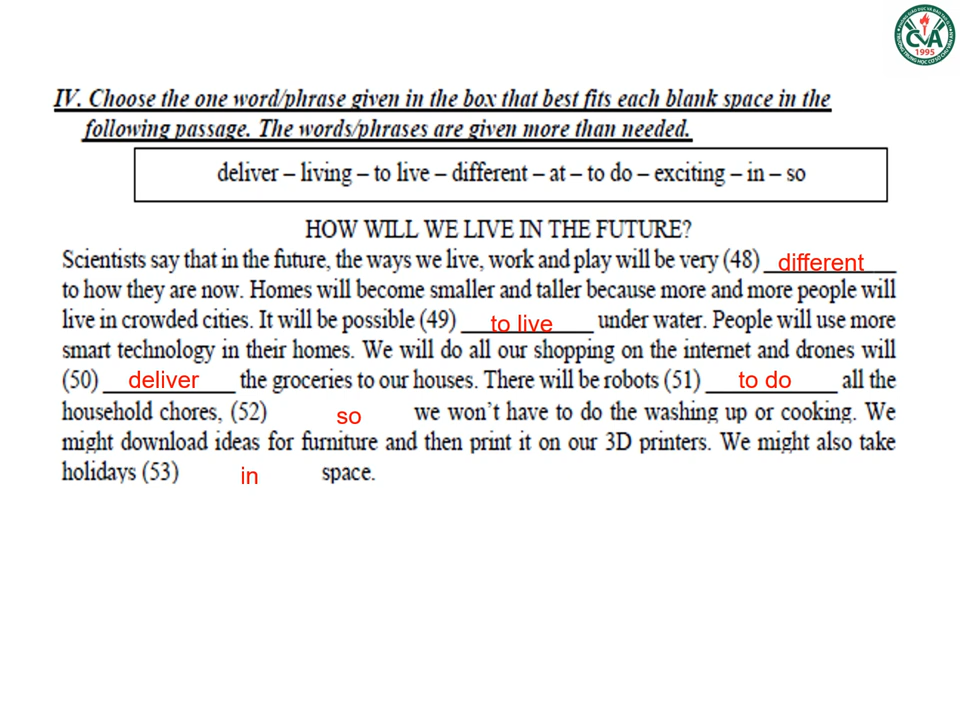 CVA
1995
IV. Choose the one word/phrase given in the box that best fits each blank space in the
following passage. The words/phrases are given more than needed.
deliver – living – to live – different – at – to do – exciting – in – so
HOW WILL WE LIVE IN THE FUTURE?
Scientists say that in the future, the ways we live, work and play will be very (48) different
to how they are now. Homes will become smaller and taller because more and more people will
live in crowded cities. It will be possible (49) to live under water. People will use more
smart technology in their homes. We will do all our shopping on the internet and drones will
(50) deliver the groceries to our houses. There will be robots (51) to do all the
household chores, (52) so we won't have to do the washing up or cooking. We
might download ideas for furniture and then print it on our 3D printers. We might also take
holidays (53) in space.